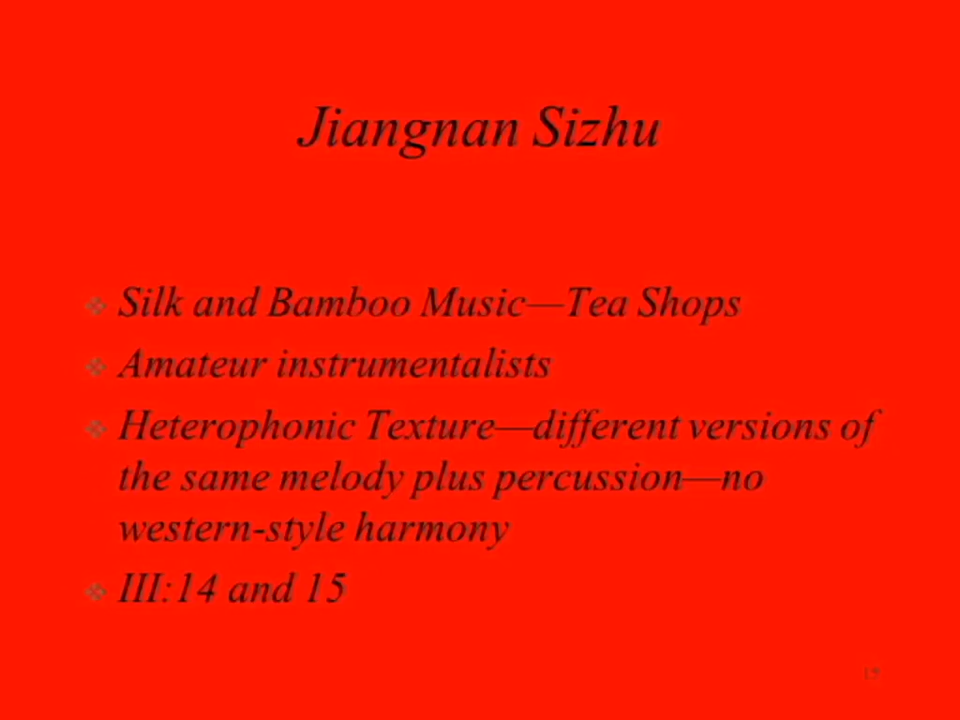 Jiangnan Sizhu
Silk and Bamboo Music—Tea Shops
Amateur instrumentalists
Heterophonic Texture—different versions of
the same melody plus percussion—no
western-style harmony
III:14 and 15